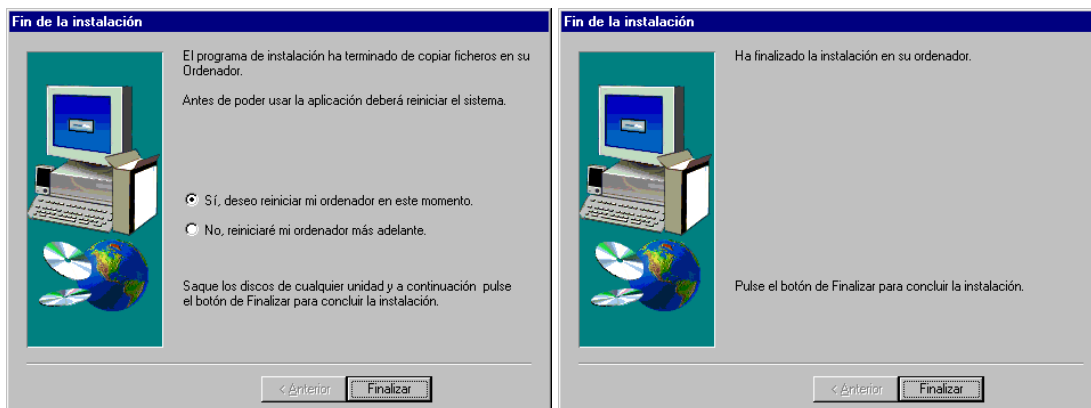 Fin de la instalación
El programa de instalación ha terminado de copiar ficheros en su
Ordenador.
Antes de poder usar la aplicación deberá reiniciar el sistema.
Sí, deseo reiniciar mi ordenador en este momento.
No, reiniciaré mi ordenador más adelante.
Saque los discos de cualquier unidad y a continuación pulse
el botón de Finalizar para concluir la instalación.
< Anterior
Finalizar
Fin de la instalación
Ha finalizado la instalación en su ordenador.
Pulse el botón de Finalizar para concluir la instalación.
< Anterior
Finalizar